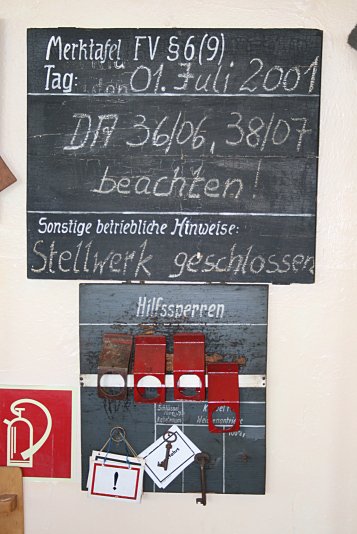 Merktafel FV § 6(9)
Tag: den 01. Juli 2001
DA 36/06, 38/07
beachten!
Sonstige betriebliche Hinweise:
Stellwerk geschlossen
Hilfssperren
!